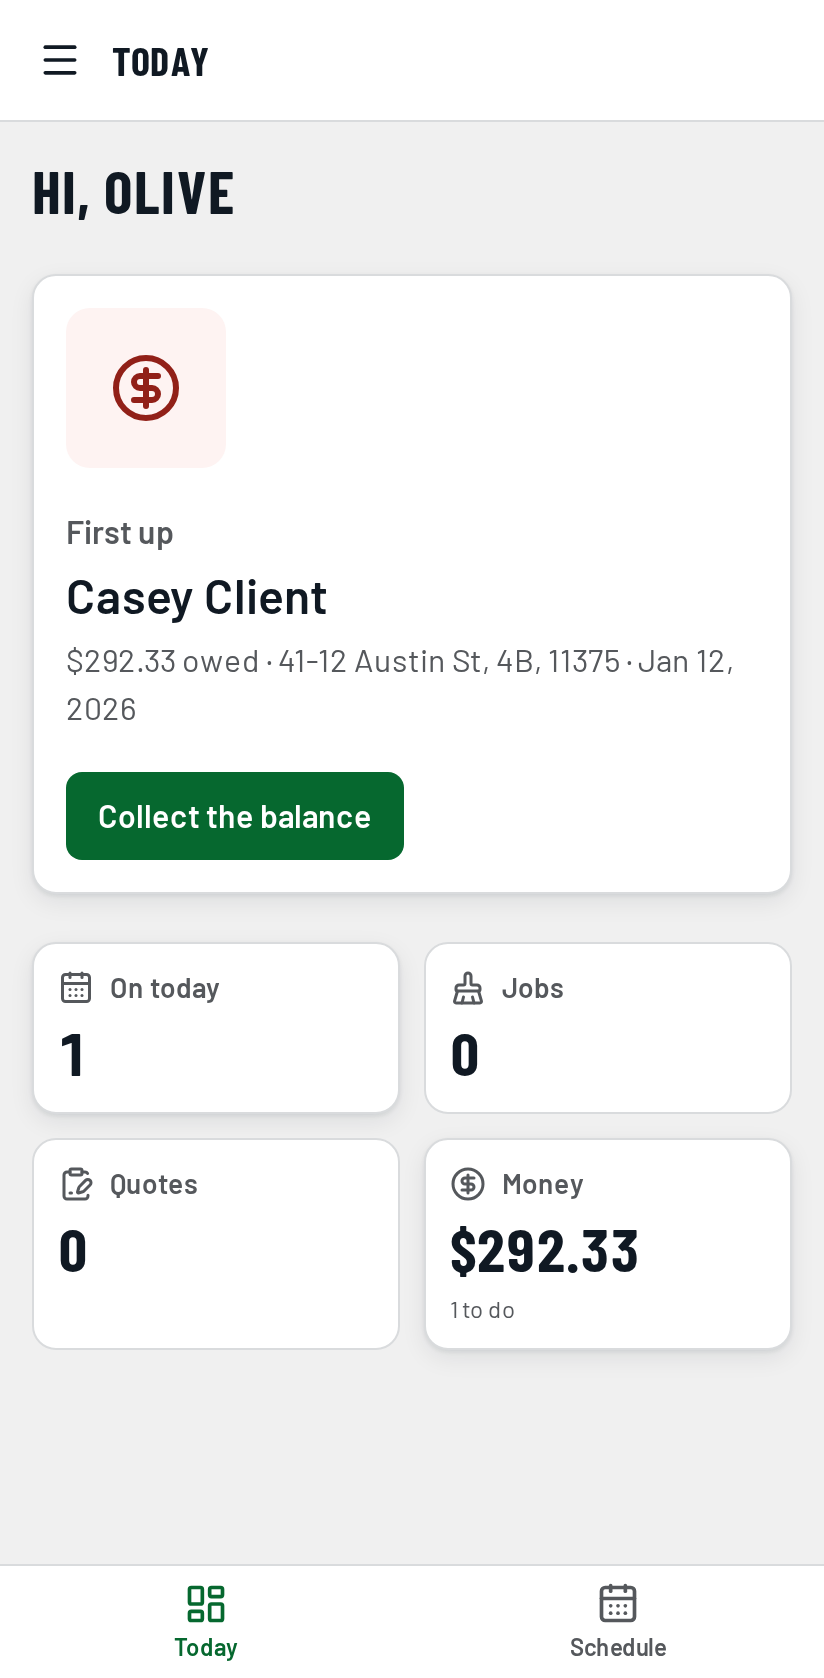 TODAY
HI, OLIVE
First up
Casey Client
$292.33 owed · 41-12 Austin St, 4B, 11375 · Jan 12,
2026
Collect the balance
On today
1
Jobs
0
Quotes
0
Money
$292.33
1 to do
Today
Schedule